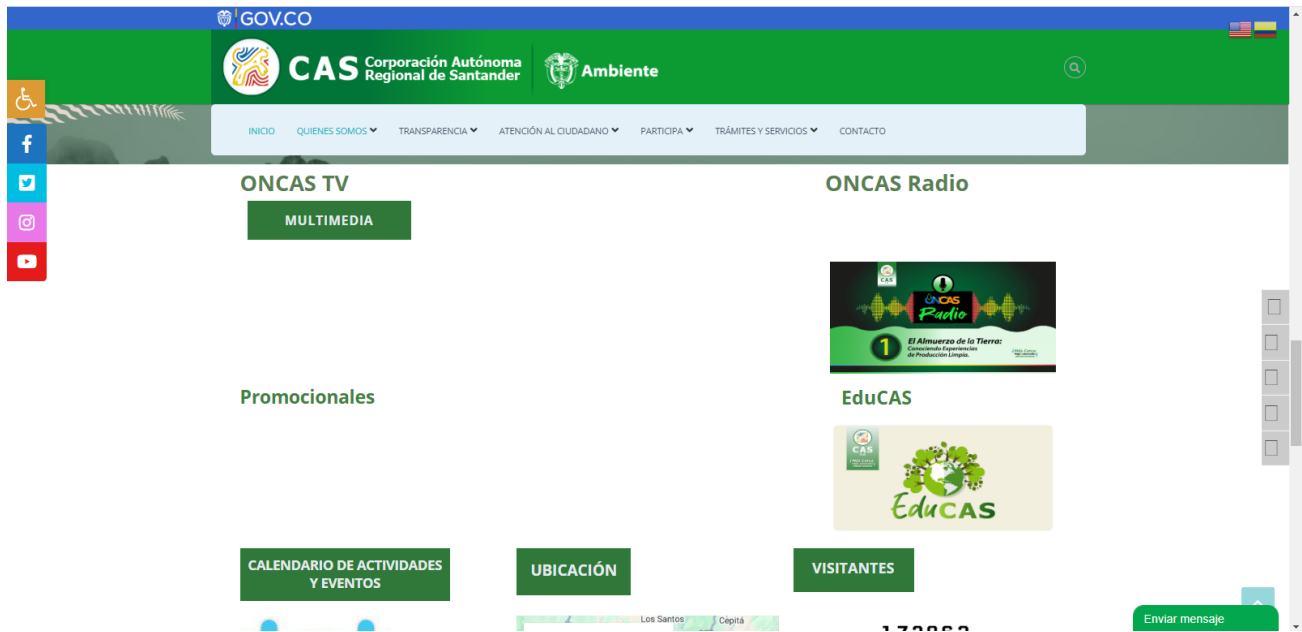 GOV.CO
CAS Corporación Autónoma
Regional de Santander
Ambiente
INICIO QUIENES SOMOS TRANSPARENCIA ATENCIÓN AL CIUDADANO PARTICIPA TRÁMITES Y SERVICIOS CONTACTO
ONCAS TV
ONCAS Radio
MULTIMEDIA
CAS
ONCAS
Radio
1
El Almuerzo de la Tierra:
Conociendo Experiencias
de Producción Limpia.
Promocionales
EduCAS
CAS
EduCAS
CALENDARIO DE ACTIVIDADES
Y EVENTOS
UBICACIÓN
VISITANTES
Los Santos
Cepitá
Enviar mensaje